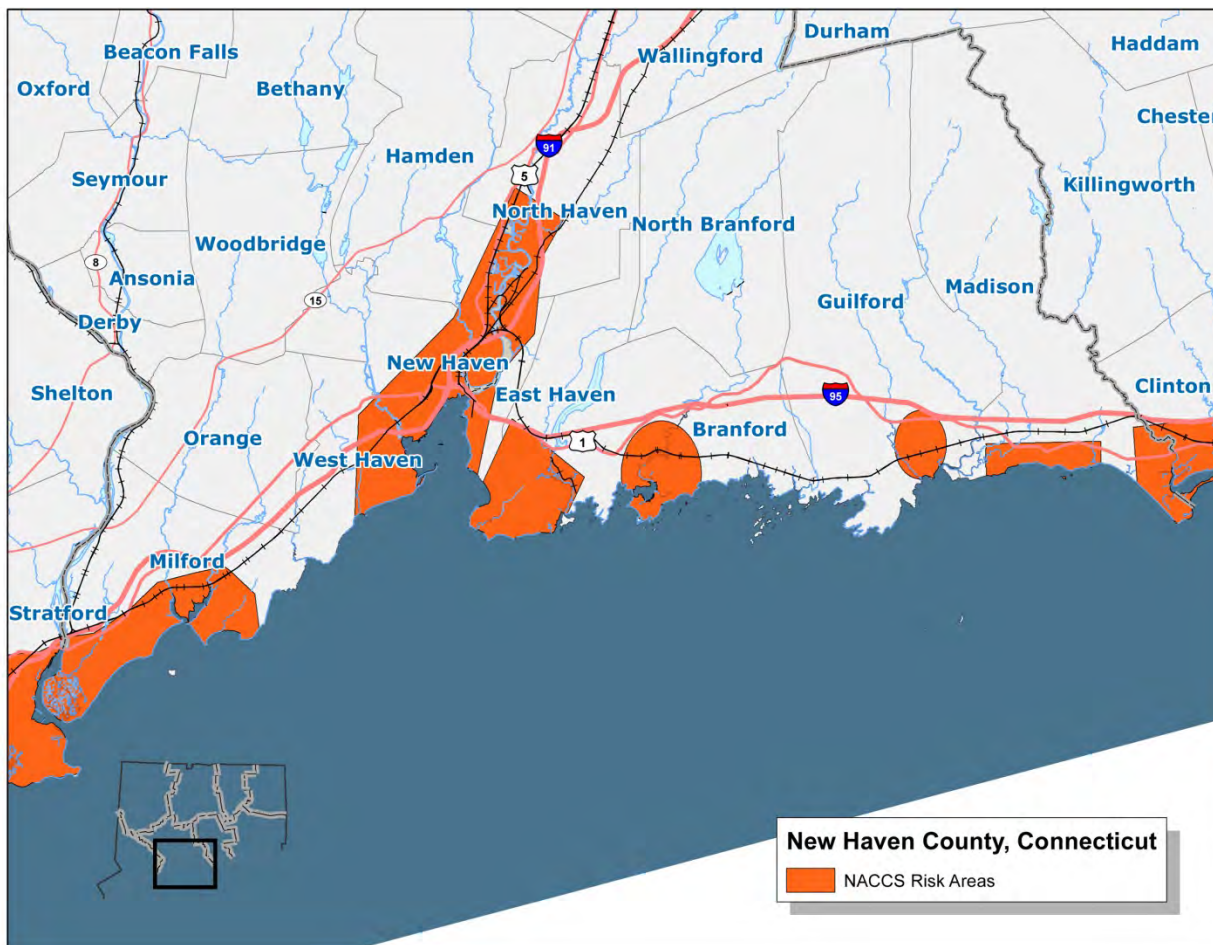 Durham
Beacon Falls
Haddam
Wallingford
Oxford
Bethany
Chester
91
Hamden
5
Seymour
Killingworth
North Haven
North Branford
Woodbridge
8
Ansonia
Madison
15
Guilford
Derby
New Haven
Shelton
East Haven
95
Clinton
Branford
Orange
1
West Haven
Milford
Stratford
New Haven County, Connecticut
NACCS Risk Areas